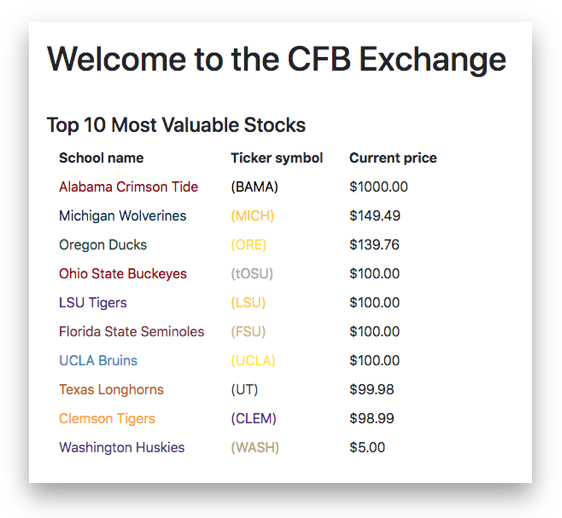 Welcome to the CFB Exchange
Top 10 Most Valuable Stocks
School name Ticker symbol Current price
Alabama Crimson Tide (BAMA) $1000.00
Michigan Wolverines (MICH) $149.49
Oregon Ducks (ORE) $139.76
Ohio State Buckeyes (tOSU) $100.00
LSU Tigers (LSU) $100.00
Florida State Seminoles (FSU) $100.00
UCLA Bruins (UCLA) $100.00
Texas Longhorns (UT) $99.98
Clemson Tigers (CLEM) $98.99
Washington Huskies (WASH) $5.00